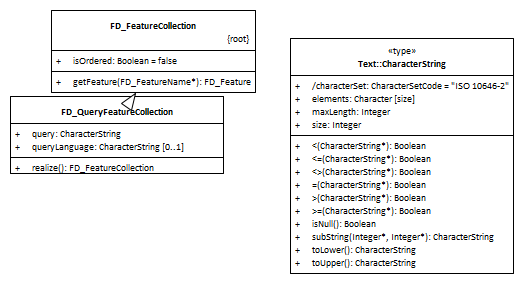 FD_FeatureCollection
{root}
+ isOrdered: Boolean = false
+ getFeature(FD_FeatureName*): FD_Feature
FD_QueryFeatureCollection
+ query: CharacterString
+ queryLanguage: CharacterString [0..1]
+ realize(): FD_FeatureCollection
«type»
Text::CharacterString
+ /characterSet: CharacterSetCode = "ISO 10646-2"
+ elements: Character [size]
+ maxLength: Integer
+ size: Integer
+ <(CharacterString*): Boolean
+ <=(CharacterString*): Boolean
+ <>(CharacterString*): Boolean
+ =(CharacterString*): Boolean
+ >(CharacterString*): Boolean
+ >=(CharacterString*): Boolean
+ isNull(): Boolean
+ subString(Integer*, Integer*): CharacterString
+ toLower(): CharacterString
+ toUpper(): CharacterString